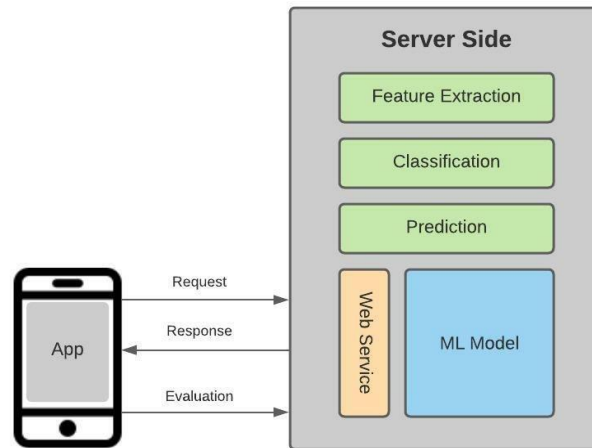 Server Side
Feature Extraction
Classification
Prediction
Web Service
ML Model
App
Request
Response
Evaluation